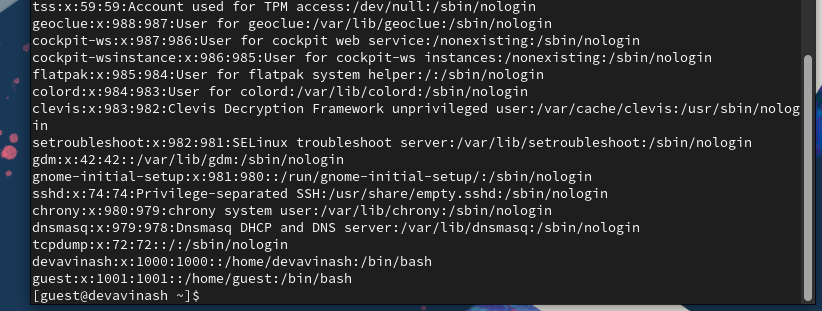 tss:x:59:59:Account used for TPM access:/dev/null:/sbin/nologin
geoclue:x:988:987:User for geoclue:/var/lib/geoclue:/sbin/nologin
cockpit-ws:x:987:986:User for cockpit web service:/nonexisting:/sbin/nologin
cockpit-wsinstance:x:986:985:User for cockpit-ws instances:/nonexisting:/sbin/nologin
flatpak:x:985:984:User for flatpak system helper:/:/sbin/nologin
colord:x:984:983:User for colord:/var/lib/colord:/sbin/nologin
clevis:x:983:982:Clevis Decryption Framework unprivileged user:/var/cache/clevis:/usr/sbin/nolog
in
setroubleshoot:x:982:981:SELinux troubleshoot server:/var/lib/setroubleshoot:/sbin/nologin
gdm:x:42:42::/var/lib/gdm:/sbin/nologin
gnome-initial-setup:x:981:980::/run/gnome-initial-setup/:/sbin/nologin
sshd:x:74:74:Privilege-separated SSH:/usr/share/empty.sshd:/sbin/nologin
chrony:x:980:979:chrony system user:/var/lib/chrony:/sbin/nologin
dnsmasq:x:979:978:Dnsmasq DHCP and DNS server:/var/lib/dnsmasq:/sbin/nologin
tcpdump:x:72:72::/:/sbin/nologin
devavinash:x:1000:1000::/home/devavinash:/bin/bash
guest:x:1001:1001::/home/guest:/bin/bash
[guest@devavinash ~]$